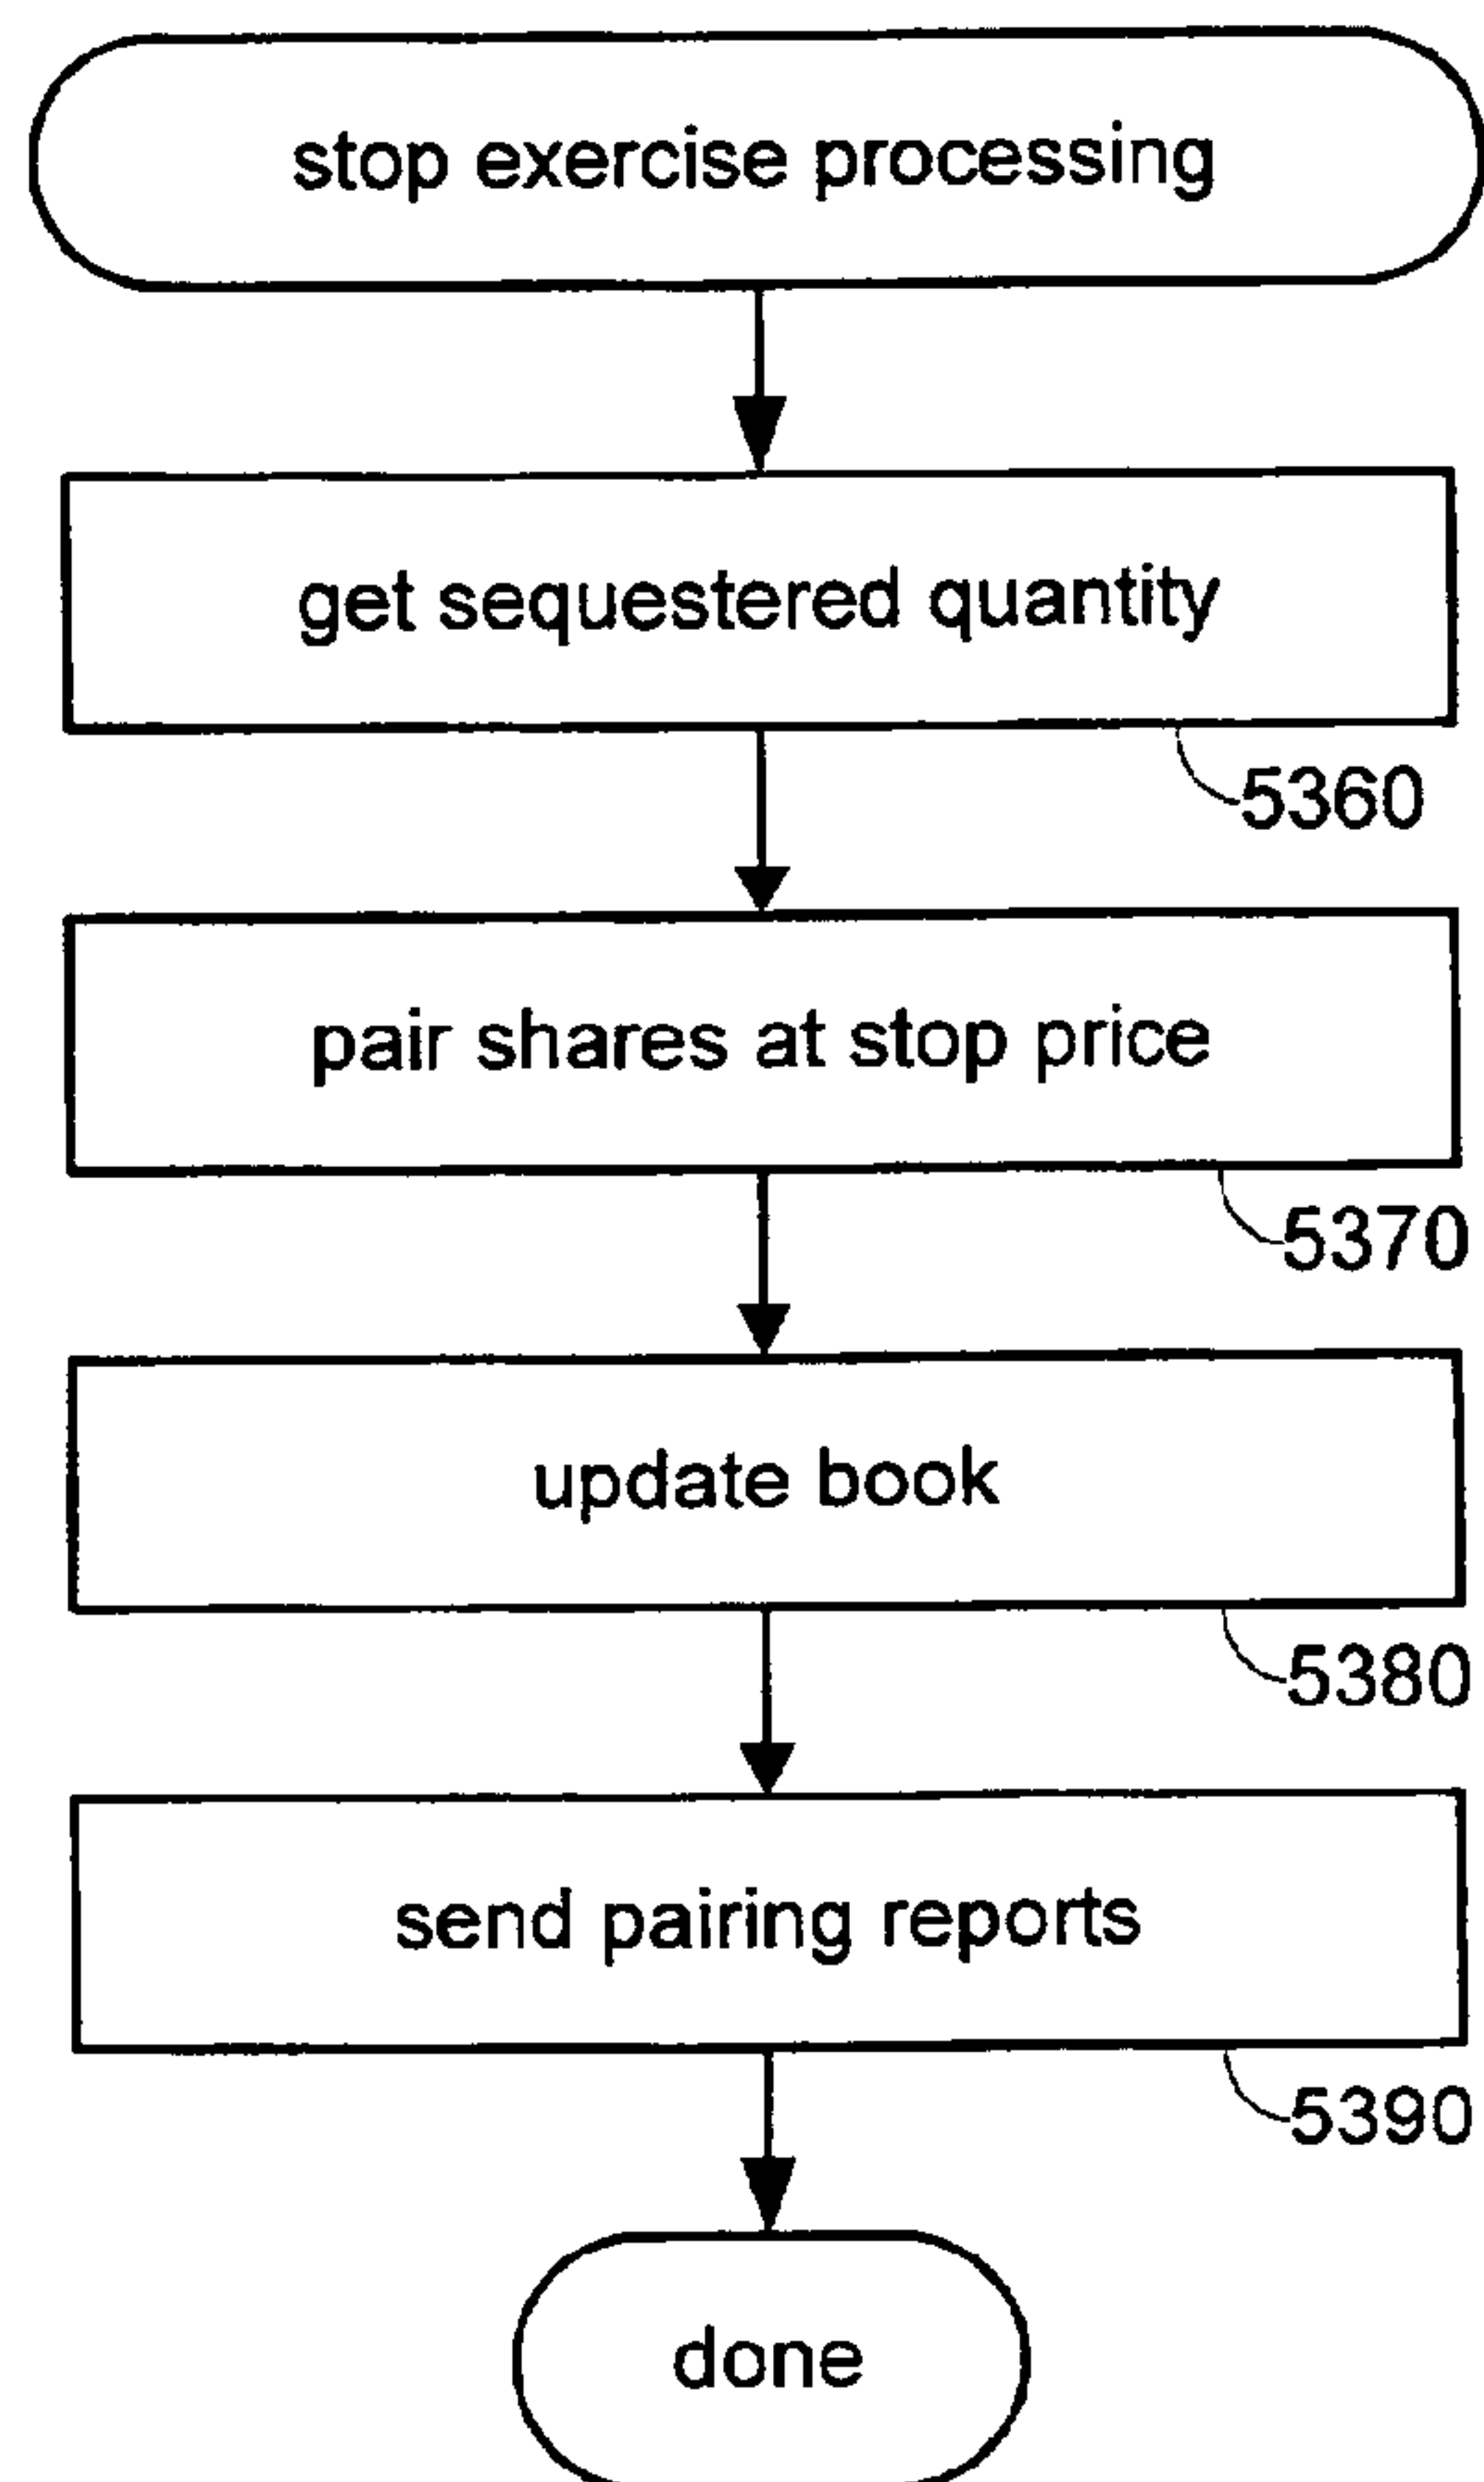 stop exercise processing
get sequestered quantity
5360
pair shares at stop price
5370
update book
5380
send pairing reports
5390
done